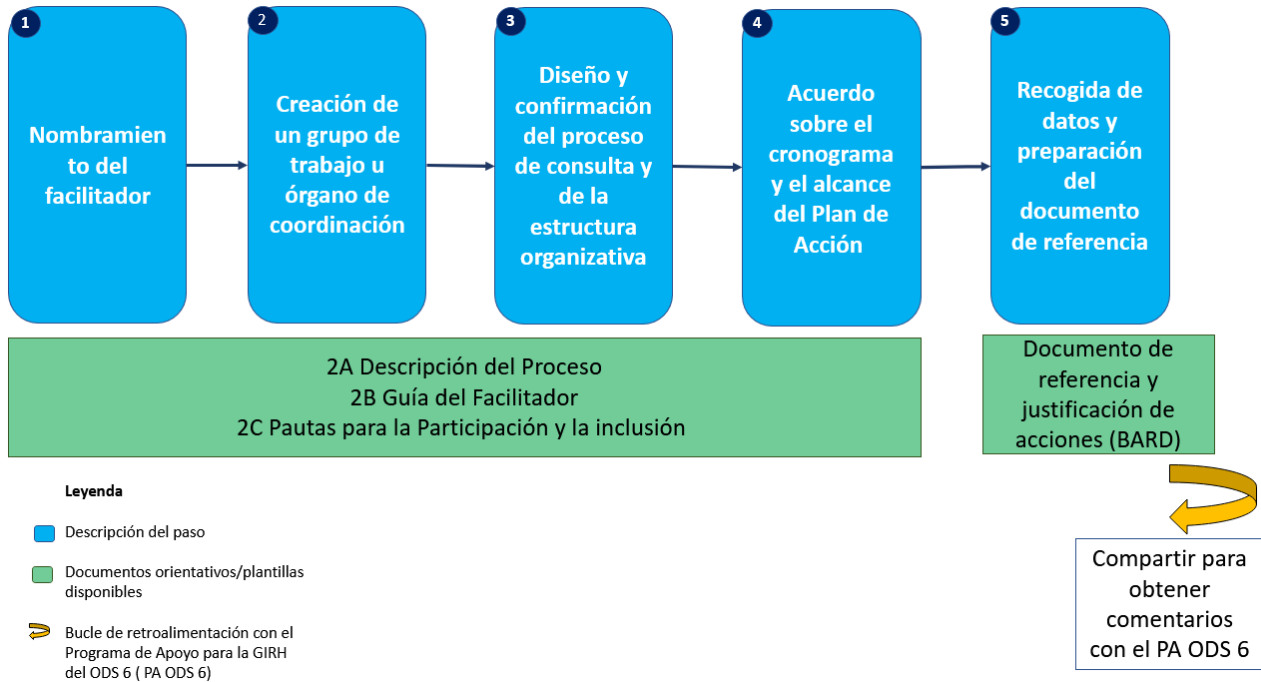 1
Nombramien
to del
facilitador
2
Creación de
un grupo de
trabajo u
órgano de
coordinación
3
Diseño y
confirmación
del proceso
de consulta y
de la
estructura
organizativa
4
Acuerdo
sobre el
cronograma
y el alcance
del Plan de
Acción
5
Recogida de
datos y
preparación
del
documento
de referencia
2A Descripción del Proceso
2B Guía del Facilitador
2C Pautas para la Participación y la inclusión
Documento de
referencia y
justificación de
acciones (BARD)
Compartir para
obtener
comentarios
con el PA ODS 6
Leyenda
Descripción del paso
Documentos orientativos/plantillas
disponibles
Bucle de retroalimentación con el
Programa de Apoyo para la GIRH
del ODS 6 ( PA ODS 6)